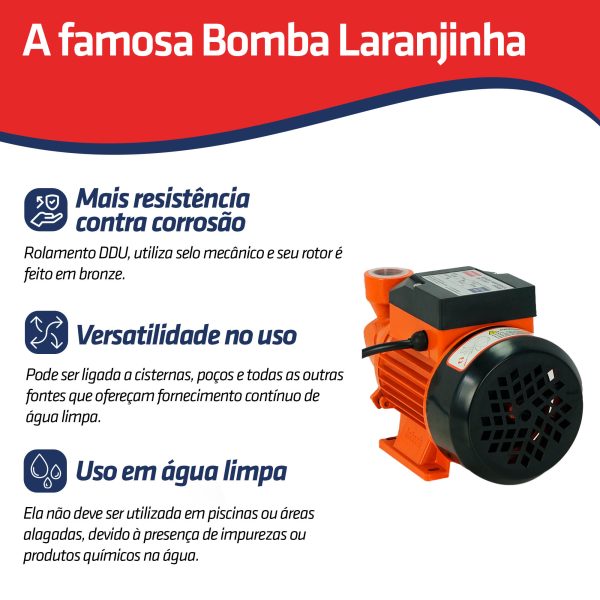 A famosa Bomba Laranjinha
Mais resistência
contra corrosão
Rolamento DDU, utiliza selo mecânico e seu rotor é
feito em bronze.
Versatilidade no uso
Pode ser ligada a cisternas, poços e todas as outras
fontes que ofereçam fornecimento contínuo de
água limpa.
Uso em água limpa
Ela não deve ser utilizada em piscinas ou áreas
alagadas, devido à presença de impurezas ou
produtos químicos na água.